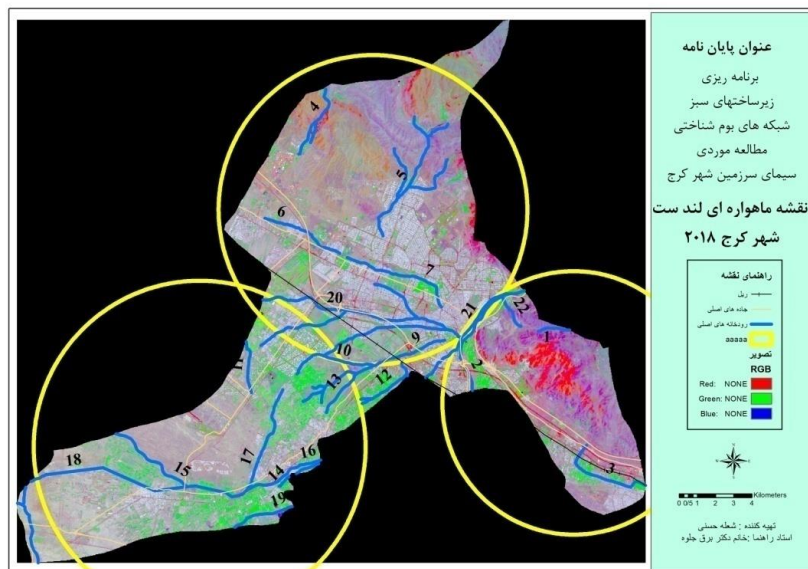 عنوان پایان نامه
برنامه ریزی
زیرساختهای سبز
شبکه های بوم شناختی
مطالعه موردی
سیمای سرزمین شهر کرج
نقشه ماهواره ای لند ست
شهر کرج ۲۰۱۸
راهنمای نقشه
ریل
جاده های اصلی
رودخانه های اصلی
aaaaa
تصویر
RGB
Red: NONE
Green: NONE
Blue: NONE
Kilometers
0 0/5 1 2 3 4
تهیه کننده : شعله حسنی
استاد راهنما :خانم دکتر برق جلوه
4
5
6
7
20
21
22
1
9
2
10
11
13
12
3
17
16
18
15
14
19